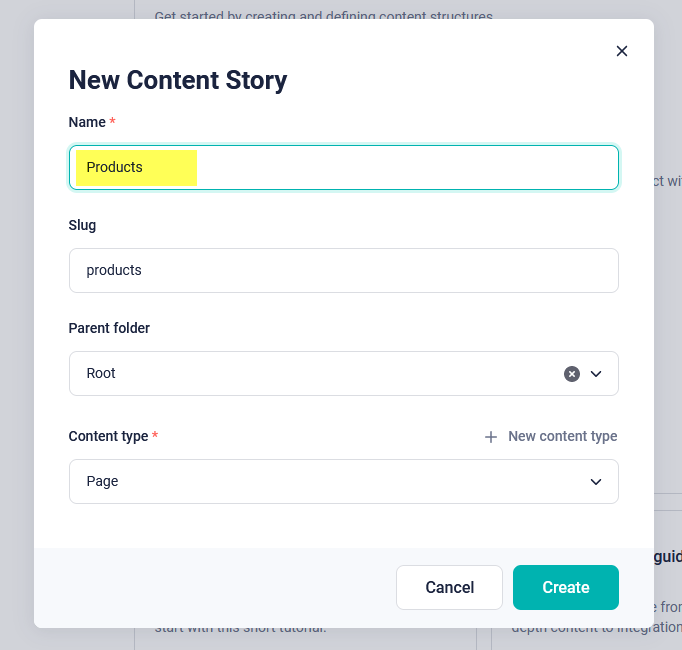 Get started by creating and defining content structures.
New Content Story
Name *
Products
Slug
products
Parent folder
Root
Content type *
New content type
Page
Cancel
Create
ct wi
guid
e from
start with this short tutorial.
depth content to integration